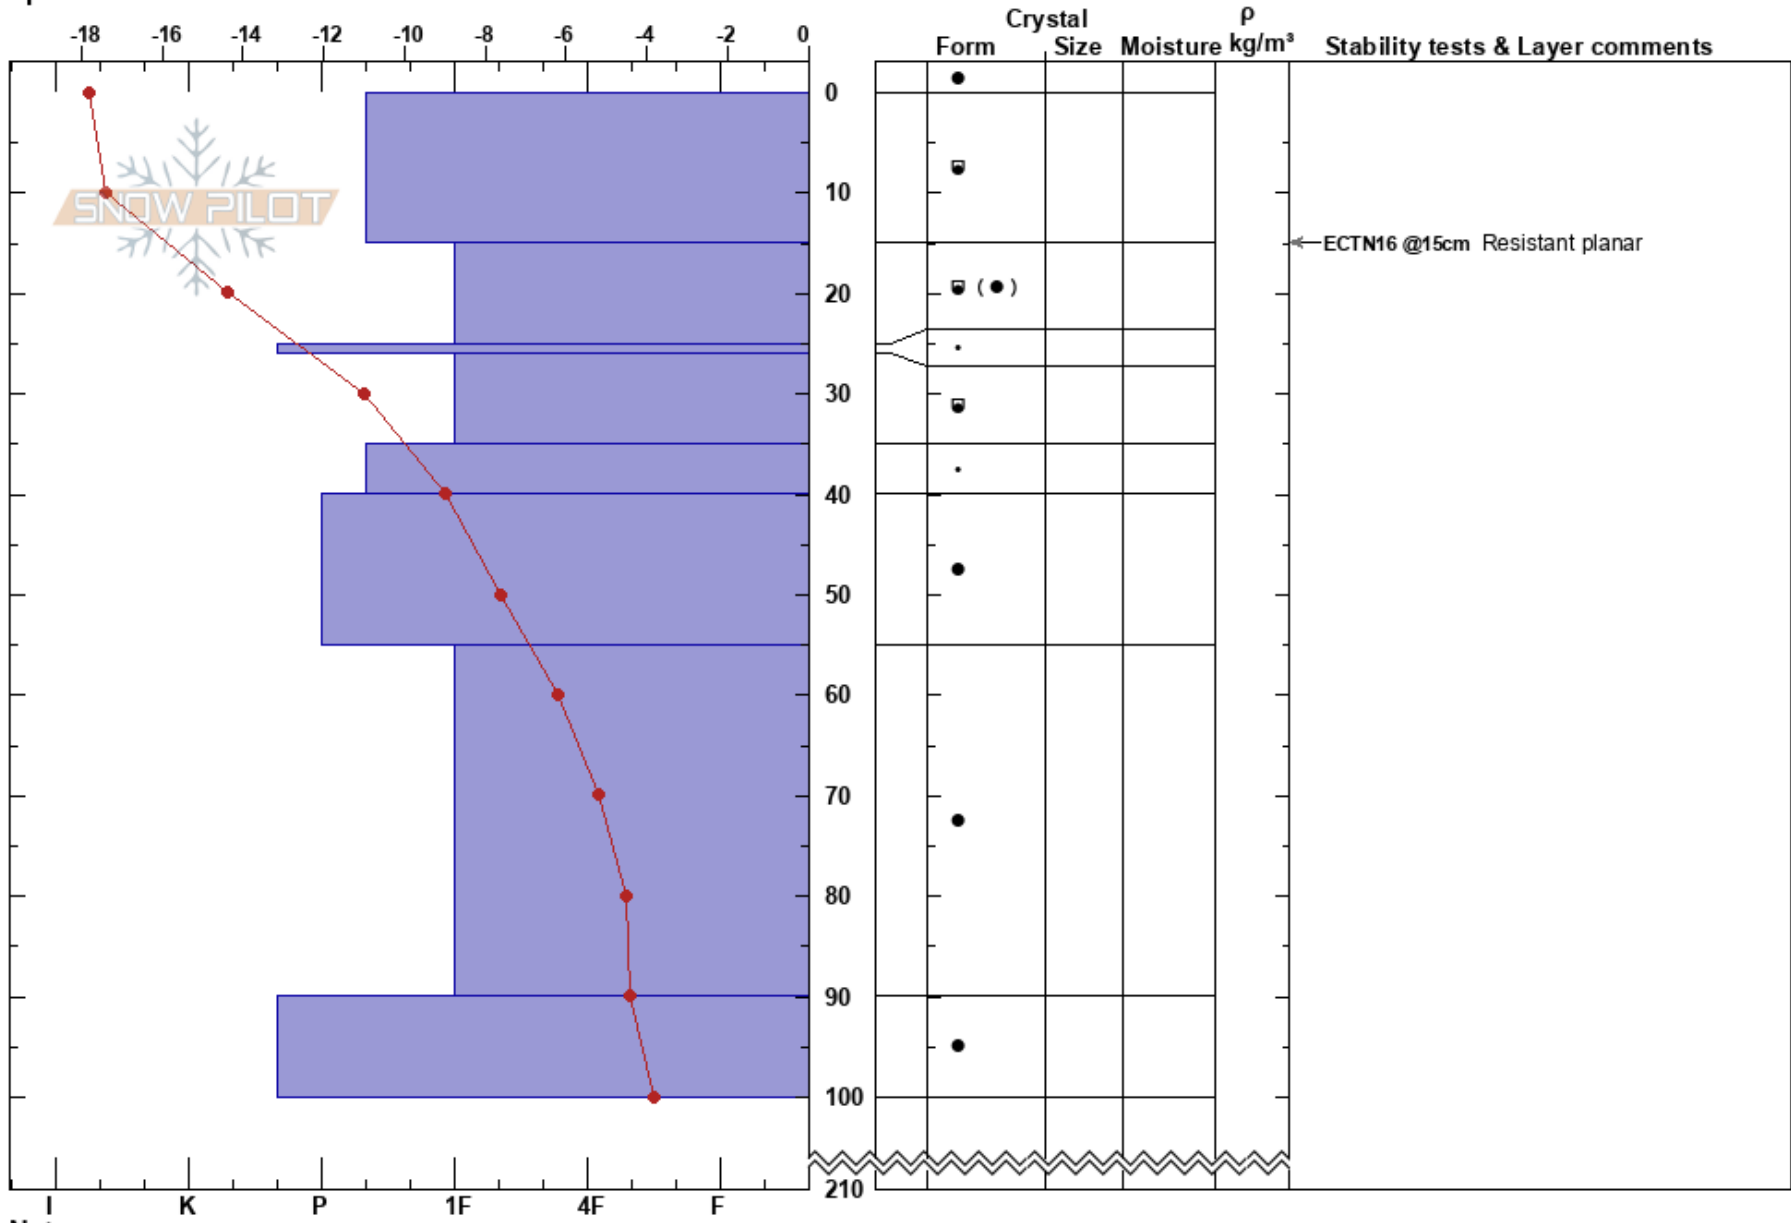 Crystal ρ
-18 -16 -14 -12 -10 -8 -6 -4 -2 0 Form Size Moisture kg/m³ Stability tests & Layer comments
0
10
SNOW PILOT
ECTN16 @15cm Resistant planar
20 ( )
30
40
50
60
70
80
90
100
210
I K P 1F 4F F